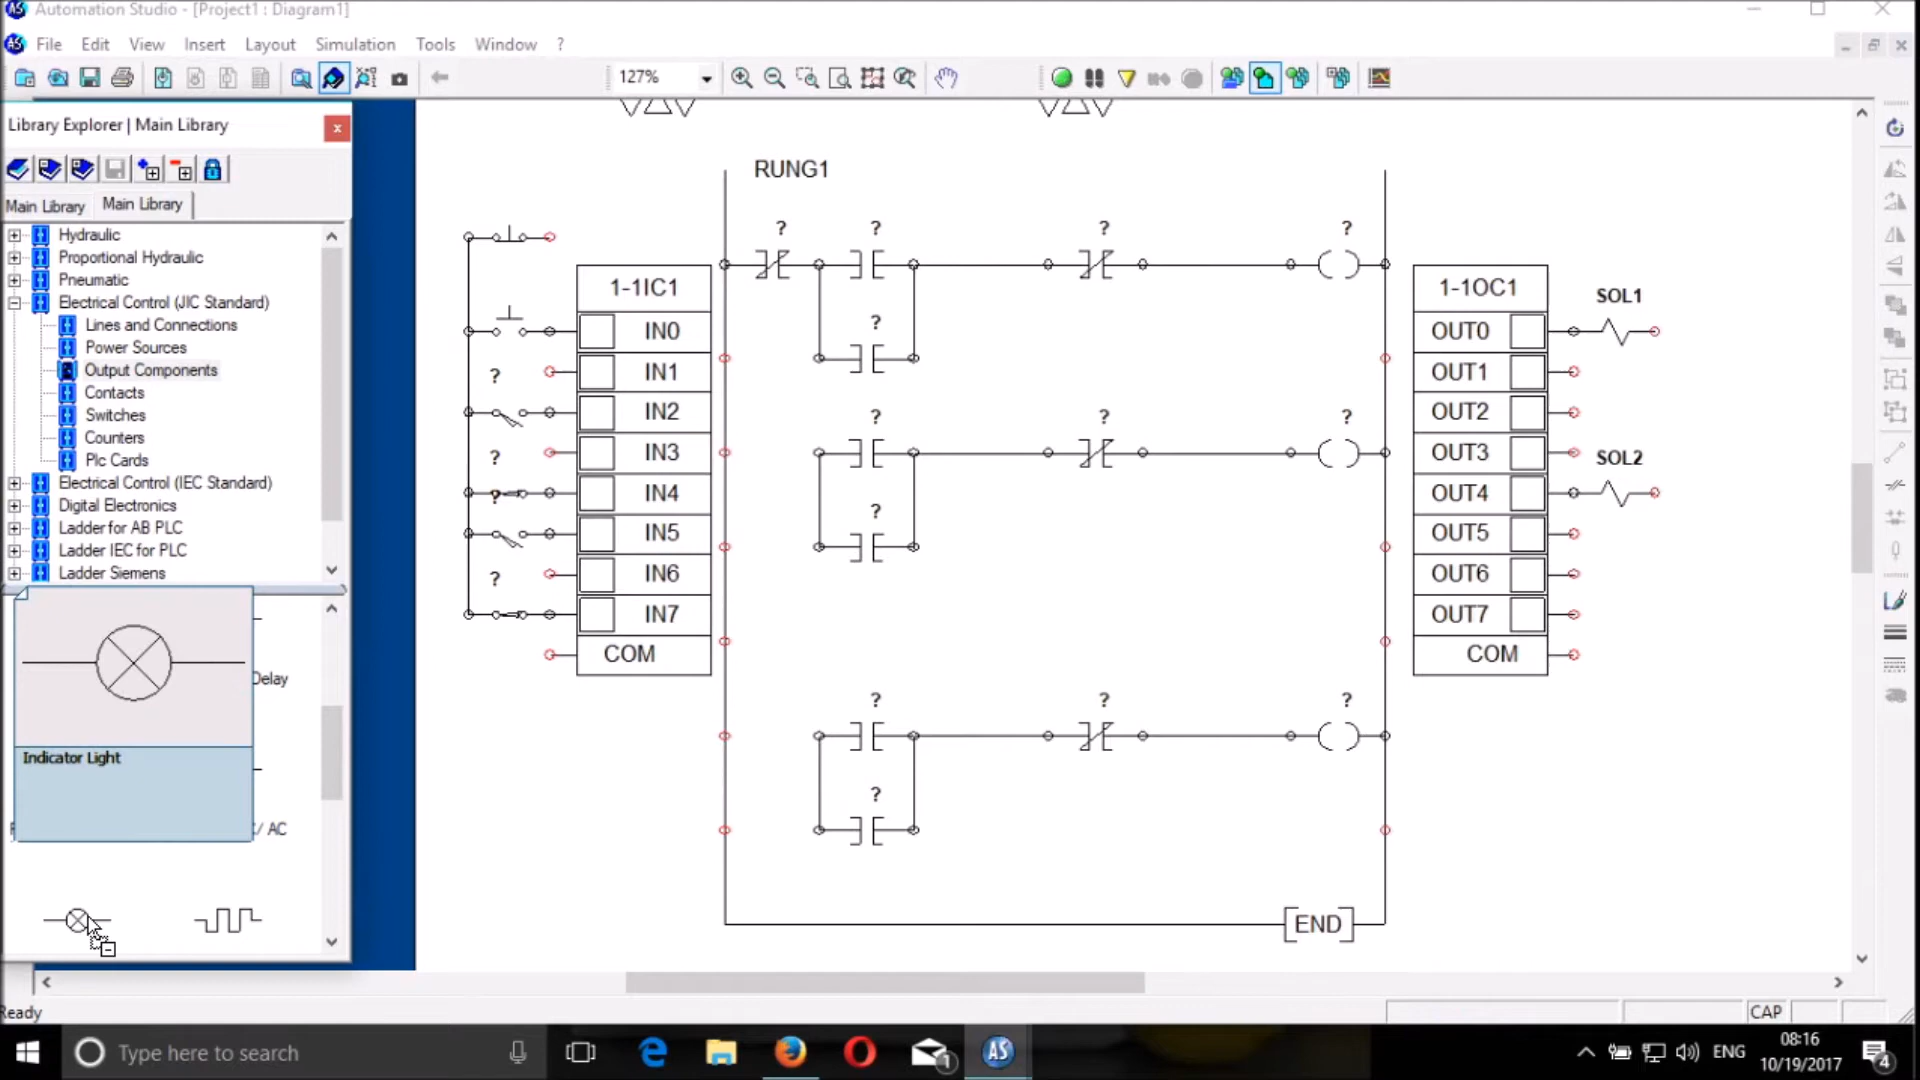 Automation Studio - [Project1 : Diagram1]
File Edit View Insert Layout Simulation Tools Window ?
127%
Library Explorer | Main Library
Main Library Main Library
Hydraulic
Proportional Hydraulic
Pneumatic
Electrical Control (JIC Standard)
Lines and Connections
Power Sources
Output Components
Contacts
Switches
Counters
Plc Cards
Electrical Control (IEC Standard)
Digital Electronics
Ladder for AB PLC
Ladder IEC for PLC
Ladder Siemens
Delay
Indicator Light
/ AC
RUNG1
? ? ? ?
?
? ? ?
?
? ? ?
?
[END]
1-1IC1
IN0
? IN1
IN2
? IN3
? IN4
IN5
? IN6
IN7
COM
1-1OC1
SOL1
OUT0
OUT1
OUT2
OUT3
SOL2
OUT4
OUT5
OUT6
OUT7
COM
Ready
CAP
Type here to search
1
AS
ENG
08:16
10/19/2017
4